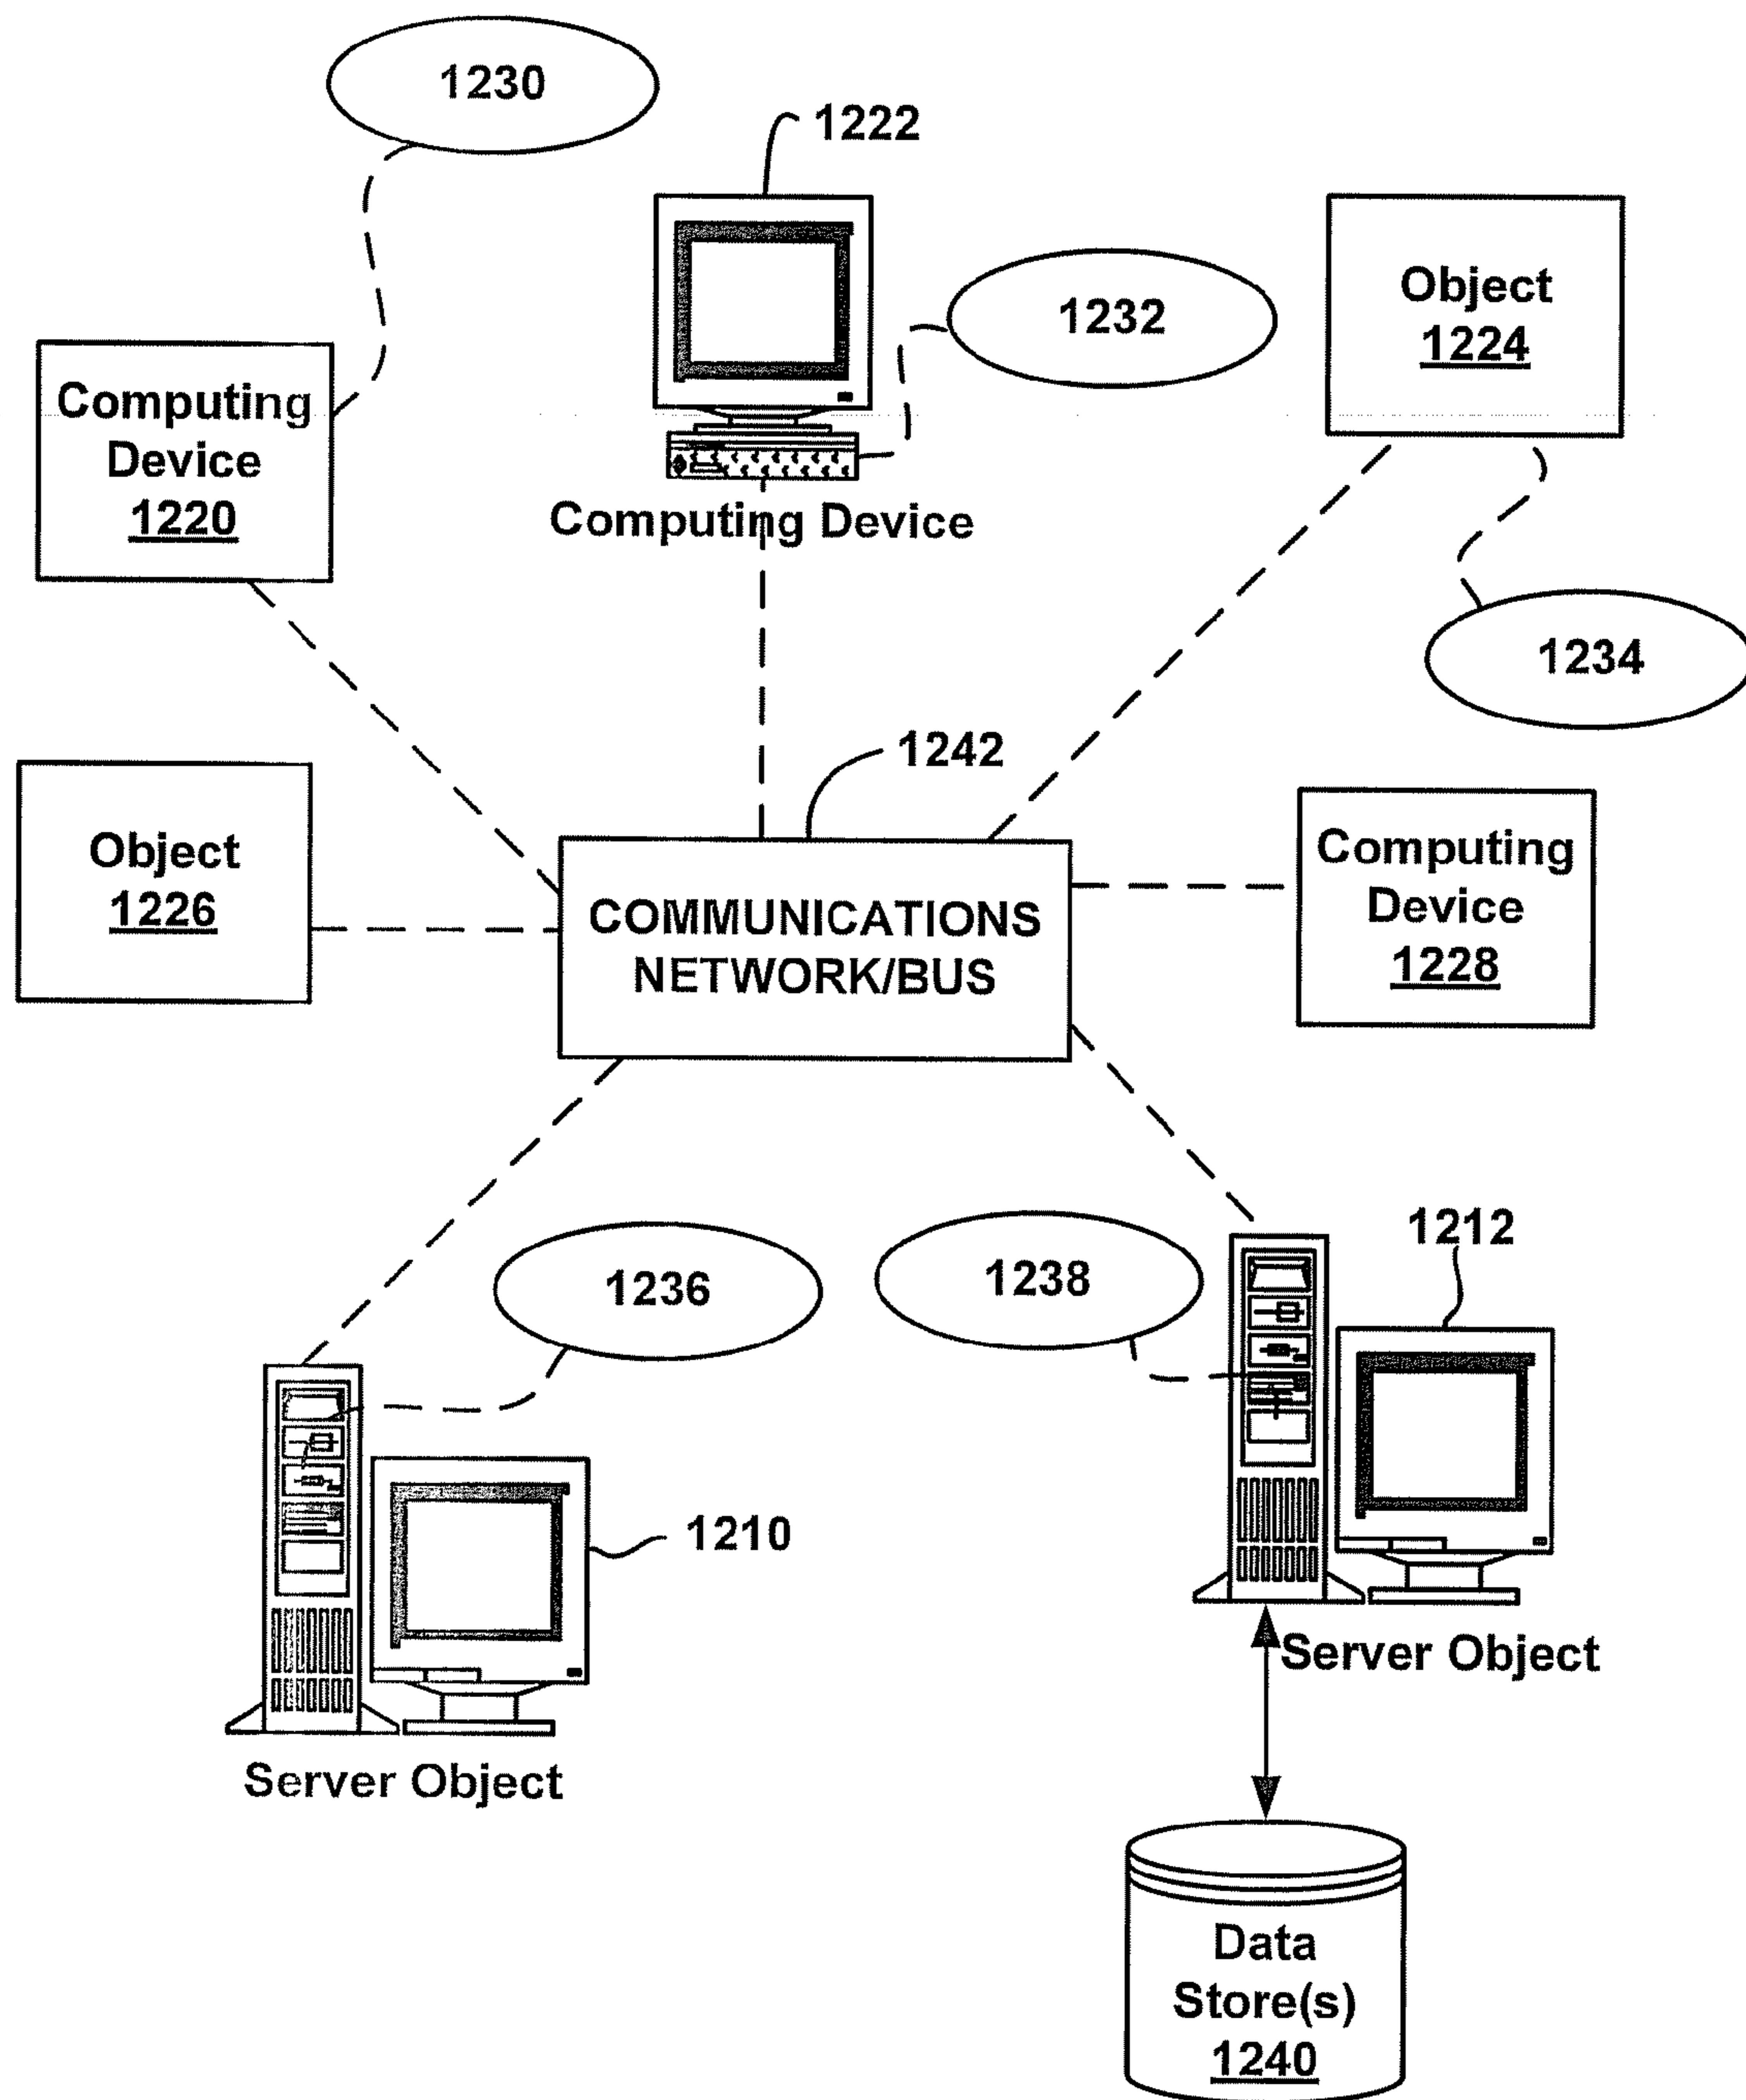 1230
1222
1232
Object
1224
Computing
Device
1220
Computing Device
1234
1242
Object
1226
COMMUNICATIONS
NETWORK/BUS
Computing
Device
1228
1236
1238
1212
1210
Server Object
Server Object
Data
Store(s)
1240